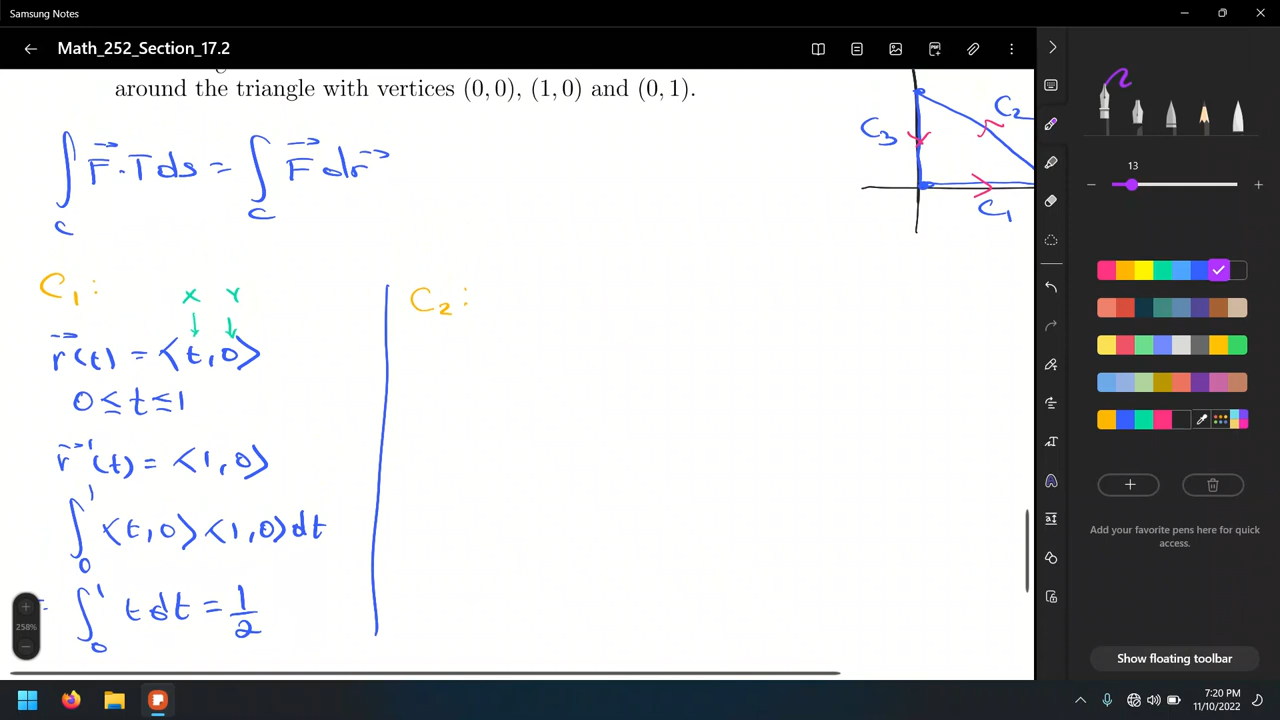 Samsung Notes
Math_252_Section_17.2
around the triangle with vertices (0, 0), (1, 0) and (0, 1).
∫_C F⃗ · T ds = ∫_C F⃗ dr⃗
C₃
C₂
C₁
C₁ :
X Y
↓ ↓
r⃗(t) = <t, 0>
0 ≤ t ≤ 1
r⃗'(t) = <1, 0>
∫₀¹ <t, 0> <1, 0> dt
= ∫₀¹ t dt = 1/2
C₂ :
258%
13
Add your favorite pens here for quick
access.
Show floating toolbar
7:20 PM
11/10/2022